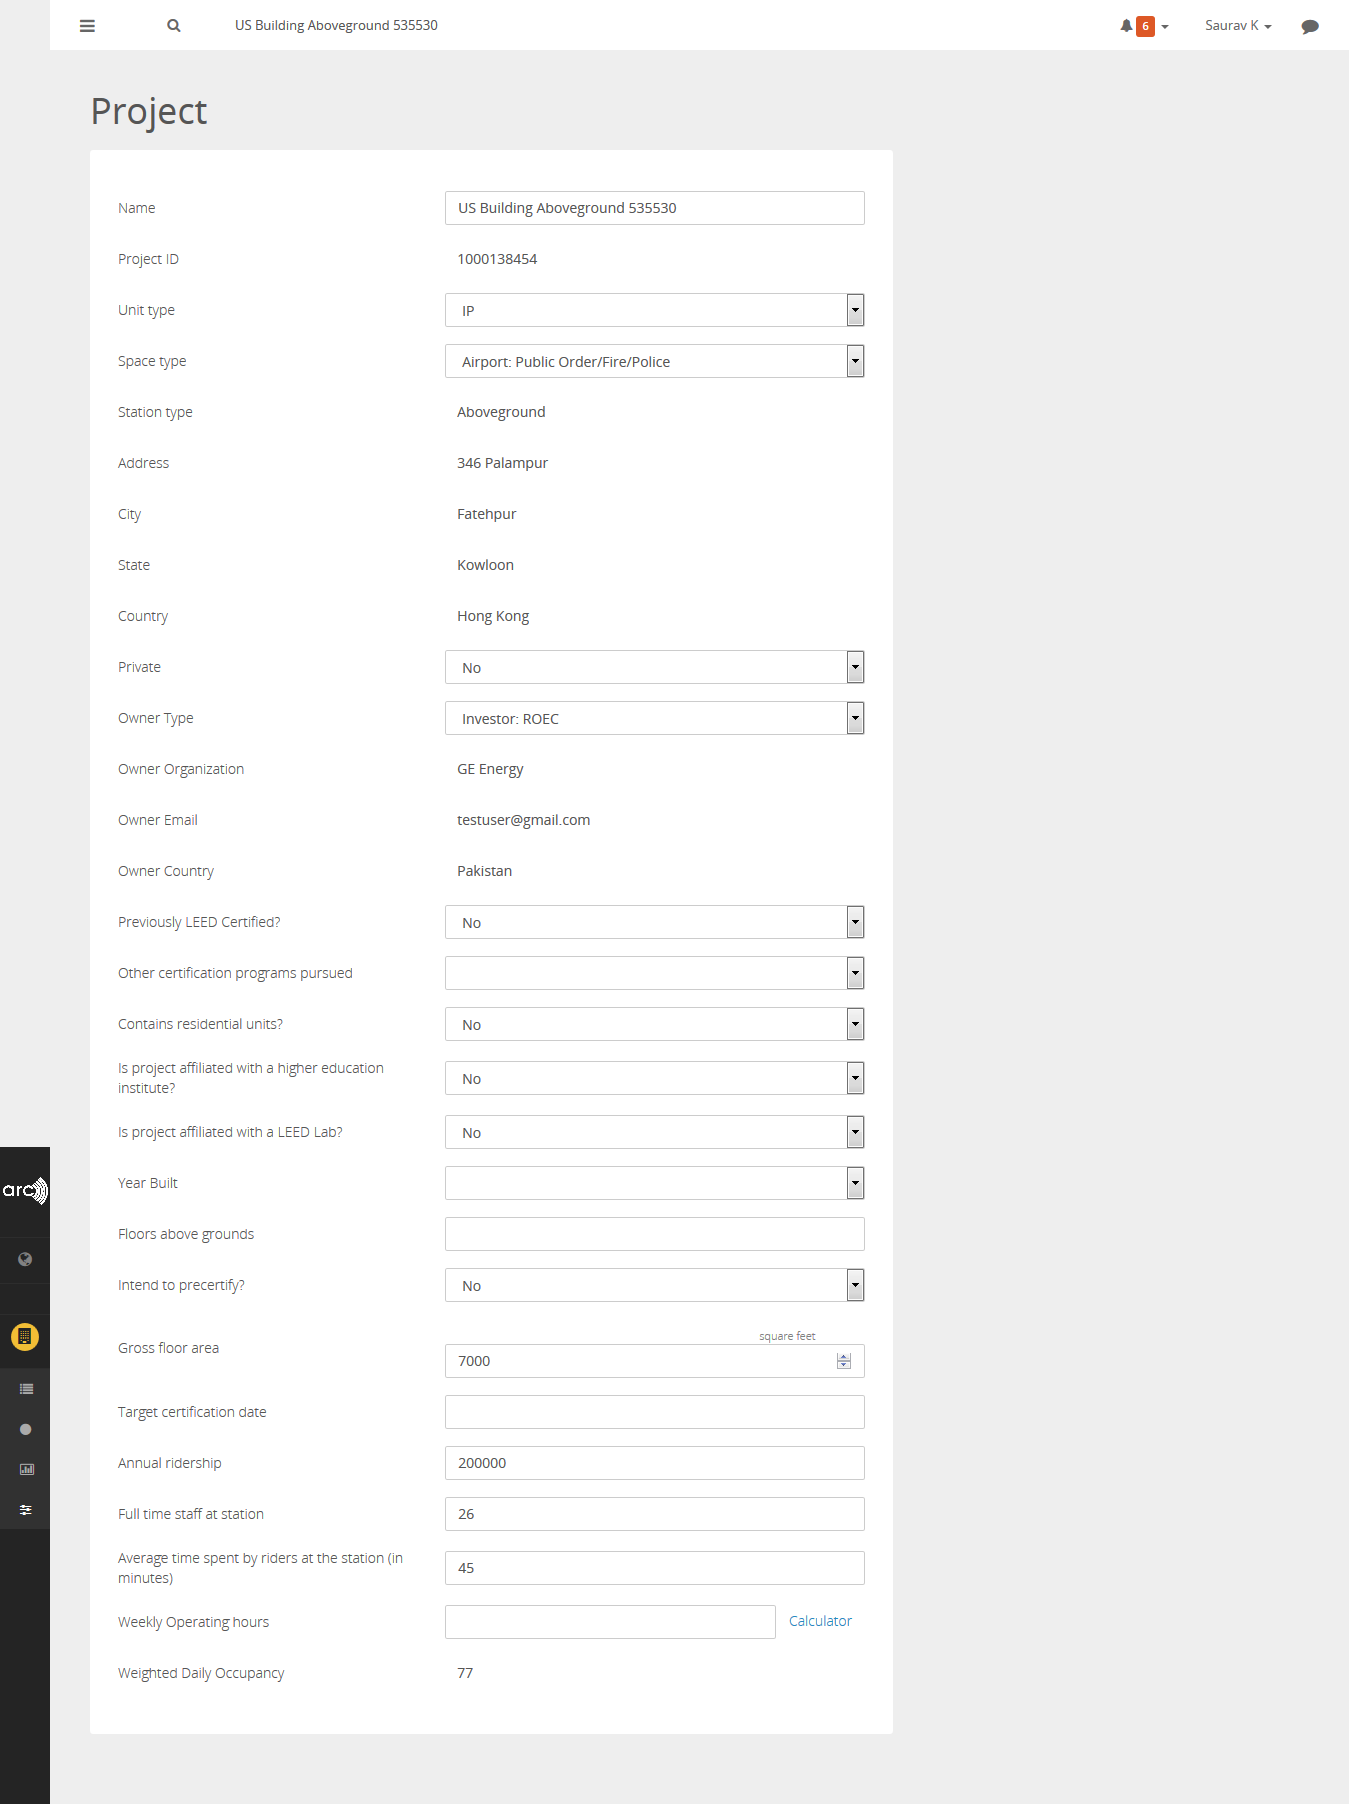 US Building Aboveground 535530
6
Saurav K
Project
Name
US Building Aboveground 535530
Project ID
1000138454
Unit type
IP
Space type
Airport: Public Order/Fire/Police
Station type
Aboveground
Address
346 Palampur
City
Fatehpur
State
Kowloon
Country
Hong Kong
Private
No
Owner Type
Investor: ROEC
Owner Organization
GE Energy
Owner Email
testuser@gmail.com
Owner Country
Pakistan
Previously LEED Certified?
No
Other certification programs pursued
Contains residential units?
No
Is project affiliated with a higher education
institute?
No
Is project affiliated with a LEED Lab?
No
Year Built
Floors above grounds
Intend to precertify?
No
Gross floor area
square feet
7000
Target certification date
Annual ridership
200000
Full time staff at station
26
Average time spent by riders at the station (in
minutes)
45
Weekly Operating hours
Calculator
Weighted Daily Occupancy
77
arc